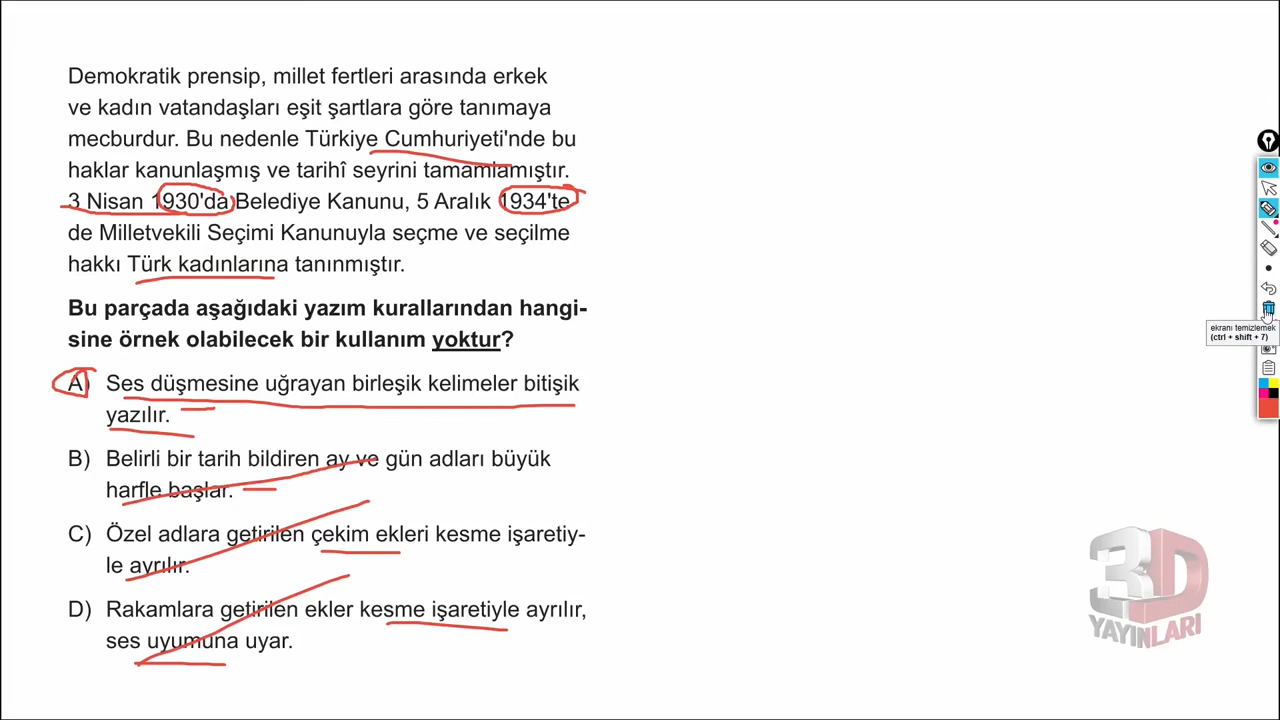 Demokratik prensip, millet fertleri arasında erkek
ve kadın vatandaşları eşit şartlara göre tanımaya
mecburdur. Bu nedenle Türkiye Cumhuriyeti'nde bu
haklar kanunlaşmış ve tarihî seyrini tamamlamıştır.
3 Nisan 1930'da Belediye Kanunu, 5 Aralık 1934'te
de Milletvekili Seçimi Kanunuyla seçme ve seçilme
hakkı Türk kadınlarına tanınmıştır.
Bu parçada aşağıdaki yazım kurallarından hangi-
sine örnek olabilecek bir kullanım yoktur?
A) Ses düşmesine uğrayan birleşik kelimeler bitişik
yazılır.
B) Belirli bir tarih bildiren ay ve gün adları büyük
harfle başlar.
C) Özel adlara getirilen çekim ekleri kesme işaretiy-
le ayrılır.
D) Rakamlara getirilen ekler kesme işaretiyle ayrılır,
ses uyumuna uyar.
ekranı temizlemek
(ctrl + shift + 7)
3D
YAYINLARI